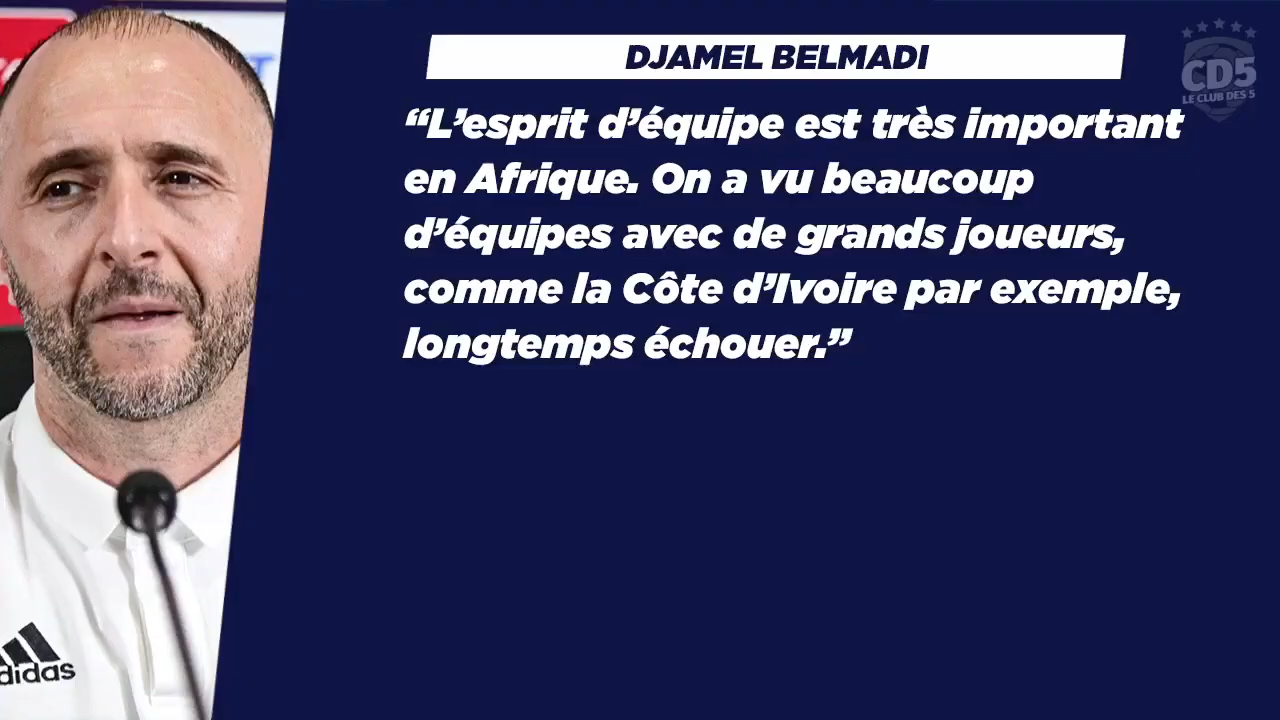 DJAMEL BELMADI
CD5
LE CLUB DES 5
“L’esprit d’équipe est très important
en Afrique. On a vu beaucoup
d’équipes avec de grands joueurs,
comme la Côte d’Ivoire par exemple,
longtemps échouer.”
didas